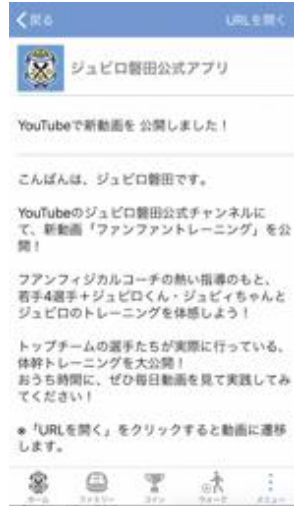 戻る
URLを開く
ジュビロ磐田公式アプリ
YouTubeで新動画を 公開しました！
こんばんは、ジュビロ磐田です。
YouTubeのジュビロ磐田公式チャンネルに
て、新動画「ファンファントレーニング」を公
開！
フアンフィジカルコーチの熱い指導のもと、
若手4選手＋ジュビロくん・ジュビィちゃんと
ジュビロのトレーニングを体感しよう！
トップチームの選手たちが実際に行っている、
体幹トレーニングを大公開！
おうち時間に、ぜひ毎日動画を見て実践してみ
てください！
※「URLを開く」をクリックすると動画に遷移
します。
ホーム
ファミリー
コイン
ウォーク
メニュー